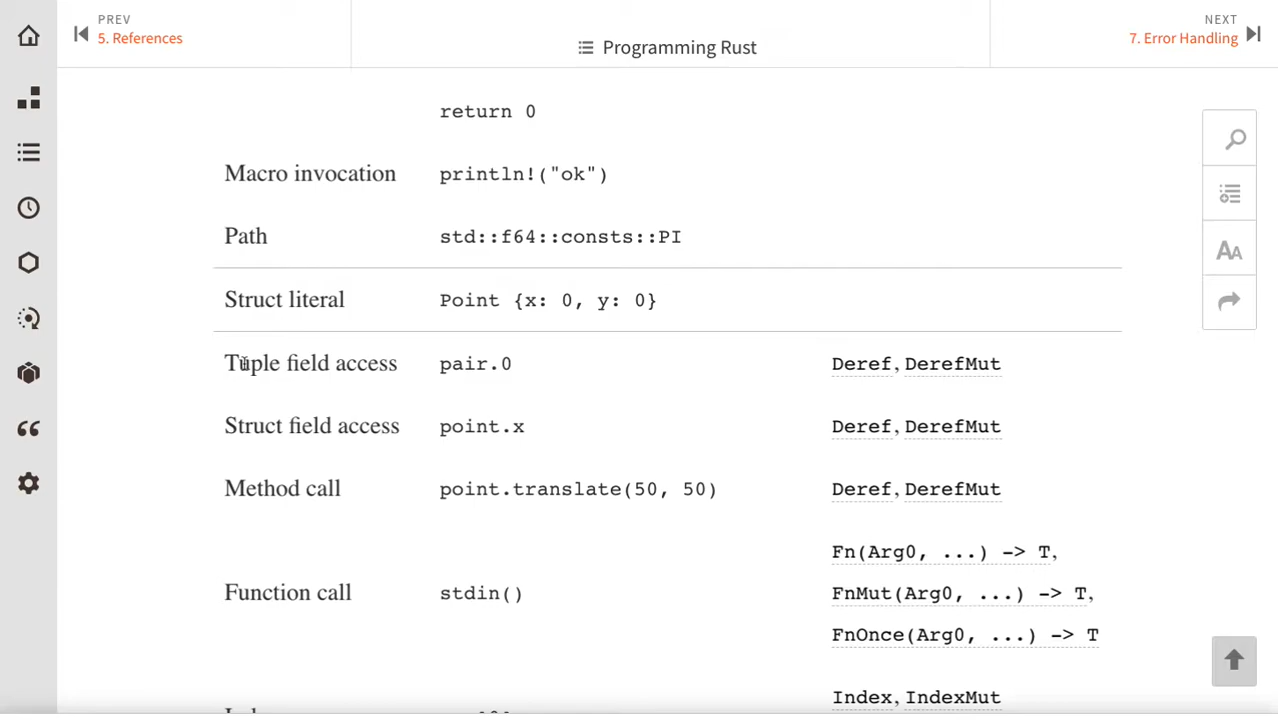 PREV
5. References
Programming Rust
NEXT
7. Error Handling
return 0
Macro invocation println!("ok")
Path std::f64::consts::PI
Struct literal Point {x: 0, y: 0}
Tuple field access pair.0 Deref, DerefMut
Struct field access point.x Deref, DerefMut
Method call point.translate(50, 50) Deref, DerefMut
Fn(Arg0, ...) -> T,
Function call stdin() FnMut(Arg0, ...) -> T,
FnOnce(Arg0, ...) -> T
Index, IndexMut
AA